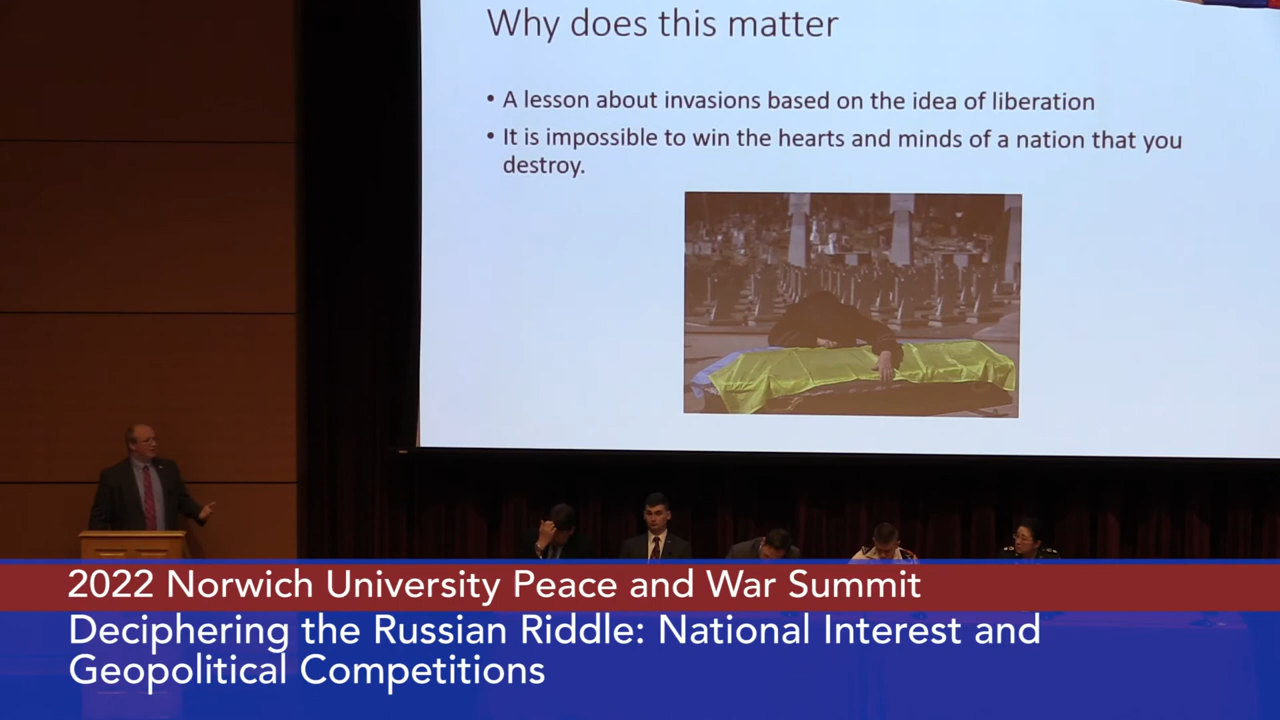 Why does this matter
• A lesson about invasions based on the idea of liberation
• It is impossible to win the hearts and minds of a nation that you
destroy.
2022 Norwich University Peace and War Summit
Deciphering the Russian Riddle: National Interest and
Geopolitical Competitions